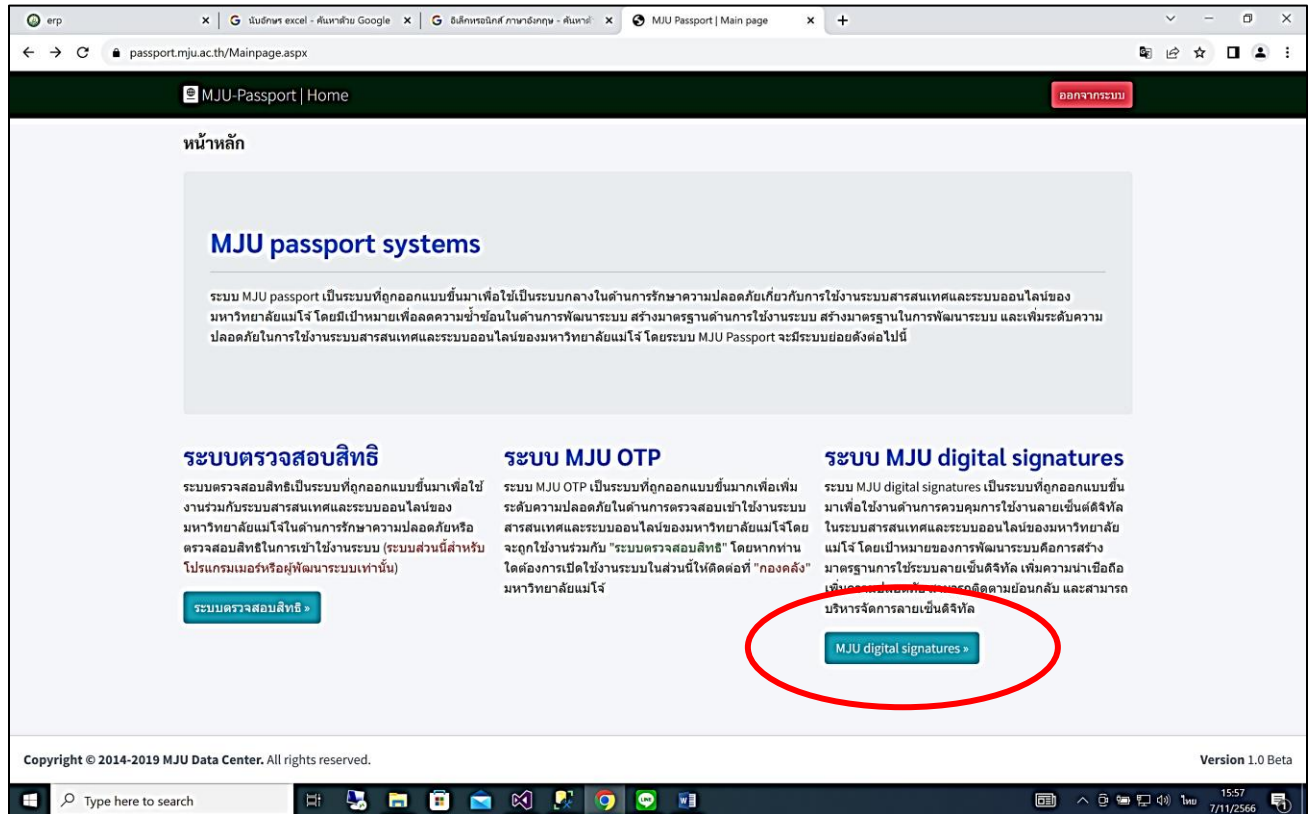 erp
นับอักษร excel - ค้นหาด้วย Google
อิเล็กทรอนิกส์ ภาษาอังกฤษ - ค้นหาด้
MJU Passport | Main page
passport.mju.ac.th/Mainpage.aspx
MJU-Passport | Home
ออกจากระบบ
หน้าหลัก
MJU passport systems
ระบบ MJU passport เป็นระบบที่ถูกออกแบบขึ้นมาเพื่อใช้เป็นระบบกลางในด้านการรักษาความปลอดภัยเกี่ยวกับการใช้งานระบบสารสนเทศและระบบออนไลน์ของ
มหาวิทยาลัยแม่โจ้ โดยมีเป้าหมายเพื่อลดความซ้ำซ้อนในด้านการพัฒนาระบบ สร้างมาตรฐานด้านการใช้งานระบบ สร้างมาตรฐานในการพัฒนาระบบ และเพิ่มระดับความ
ปลอดภัยในการใช้งานระบบสารสนเทศและระบบออนไลน์ของมหาวิทยาลัยแม่โจ้ โดยระบบ MJU Passport จะมีระบบย่อยดังต่อไปนี้
ระบบตรวจสอบสิทธิ
ระบบตรวจสอบสิทธิเป็นระบบที่ถูกออกแบบขึ้นมาเพื่อใช้
งานร่วมกับระบบสารสนเทศและระบบออนไลน์ของ
มหาวิทยาลัยแม่โจ้ในด้านการรักษาความปลอดภัยหรือ
ตรวจสอบสิทธิในการเข้าใช้งานระบบ (ระบบส่วนนี้สำหรับ
โปรแกรมเมอร์หรือผู้พัฒนาระบบเท่านั้น)
ระบบตรวจสอบสิทธิ »
ระบบ MJU OTP
ระบบ MJU OTP เป็นระบบที่ถูกออกแบบขึ้นมากเพื่อเพิ่ม
ระดับความปลอดภัยในด้านการตรวจสอบเข้าใช้งานระบบ
สารสนเทศและระบบออนไลน์ของมหาวิทยาลัยแม่โจ้โดย
จะถูกใช้งานร่วมกับ "ระบบตรวจสอบสิทธิ" โดยหากท่าน
ใดต้องการเปิดใช้งานระบบในส่วนนี้ให้ติดต่อที่ "กองคลัง"
มหาวิทยาลัยแม่โจ้
ระบบ MJU digital signatures
ระบบ MJU digital signatures เป็นระบบที่ถูกออกแบบขึ้น
มาเพื่อใช้งานด้านการควบคุมการใช้งานลายเซ็นต์ดิจิทัล
ในระบบสารสนเทศและระบบออนไลน์ของมหาวิทยาลัย
แม่โจ้ โดยเป้าหมายของการพัฒนาระบบคือการสร้าง
มาตรฐานการใช้ระบบลายเซ็นดิจิทัล เพิ่มความน่าเชื่อถือ
เพิ่มความปลอดภัย สามารถติดตามย้อนกลับ และสามารถ
บริหารจัดการลายเซ็นดิจิทัล
MJU digital signatures »
Copyright © 2014-2019 MJU Data Center. All rights reserved.
Version 1.0 Beta
Type here to search
ไทย
15:57
7/11/2566